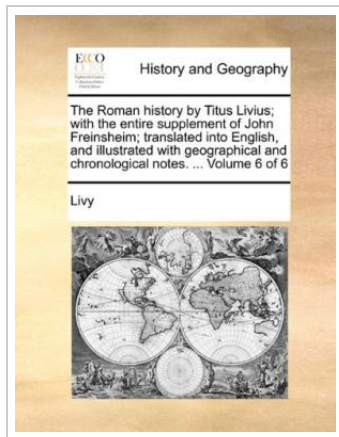 ECCO
History and Geography
The Roman history by Titus Livius;
with the entire supplement of John
Freinsheim; translated into English,
and illustrated with geographical and
chronological notes. ... Volume 6 of 6
Livy